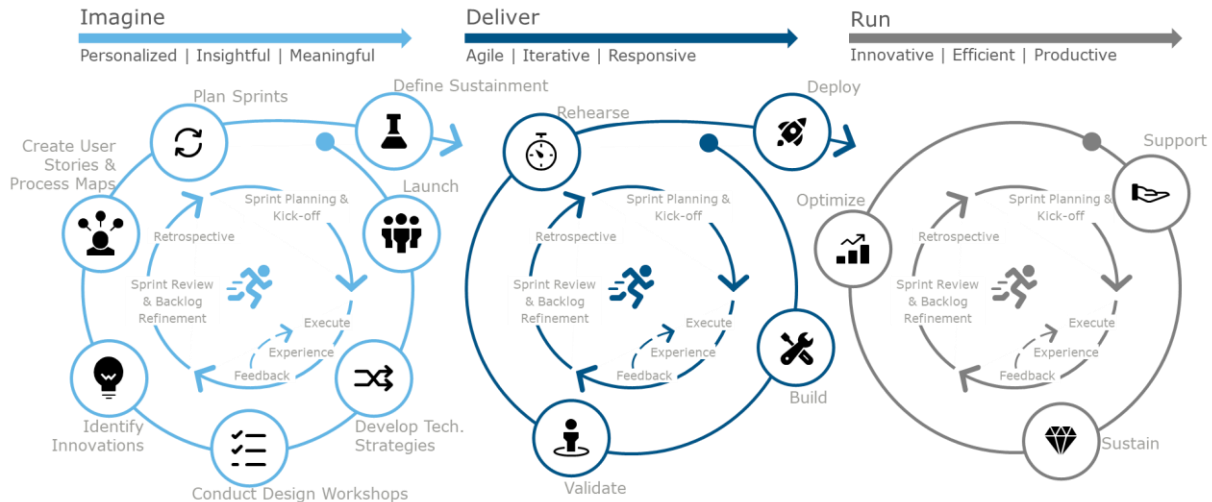 Imagine
Personalized | Insightful | Meaningful
Define Sustainment
Plan Sprints
Create User
Stories &
Process Maps
Launch
Sprint Planning &
Kick-off
Retrospective
Sprint Review
& Backlog
Refinement
Execute
Experience
Feedback
Identify
Innovations
Develop Tech.
Strategies
Conduct Design Workshops
Deliver
Agile | Iterative | Responsive
Deploy
Rehearse
Sprint Planning &
Kick-off
Retrospective
Sprint Review
& Backlog
Refinement
Execute
Experience
Feedback
Build
Validate
Run
Innovative | Efficient | Productive
Support
Optimize
Sprint Planning &
Kick-off
Retrospective
Sprint Review
& Backlog
Refinement
Execute
Experience
Feedback
Sustain